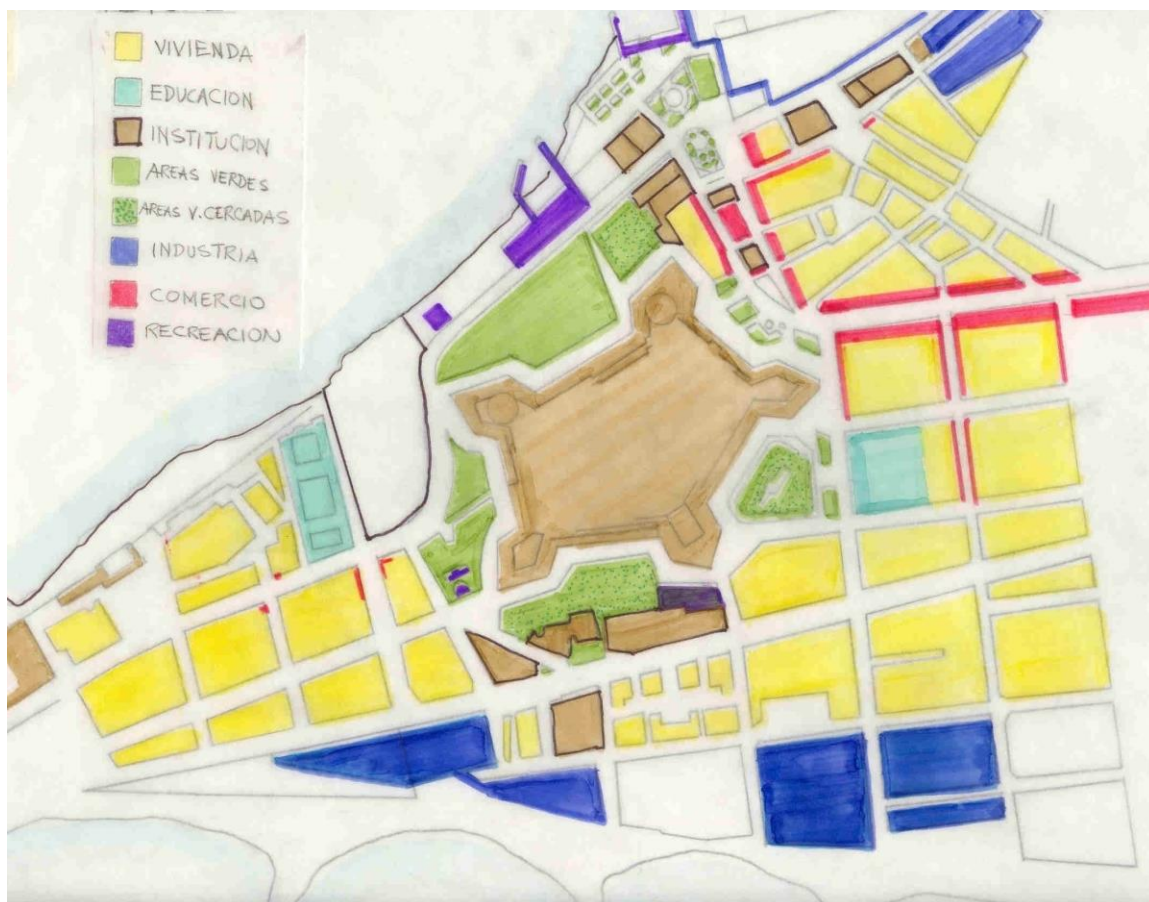 VIVIENDA
EDUCACION
INSTITUCION
AREAS VERDES
AREAS V. CERCADAS
INDUSTRIA
COMERCIO
RECREACION